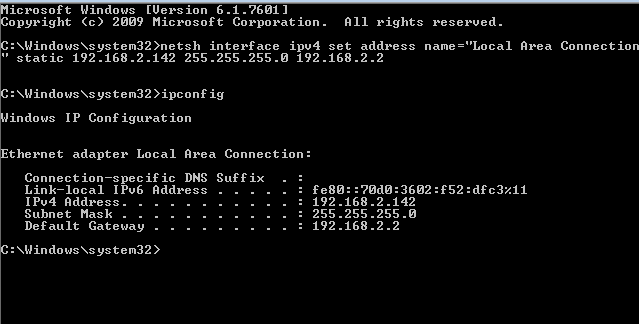 Microsoft Windows [Version 6.1.7601]
Copyright (c) 2009 Microsoft Corporation.  All rights reserved.
C:\Windows\system32>netsh interface ipv4 set address name="Local Area Connection
" static 192.168.2.142 255.255.255.0 192.168.2.2
C:\Windows\system32>ipconfig
Windows IP Configuration
Ethernet adapter Local Area Connection:
   Connection-specific DNS Suffix  . :
   Link-local IPv6 Address . . . . . : fe80::70d0:3602:f52:dfc3%11
   IPv4 Address. . . . . . . . . . . : 192.168.2.142
   Subnet Mask . . . . . . . . . . . : 255.255.255.0
   Default Gateway . . . . . . . . . : 192.168.2.2
C:\Windows\system32>